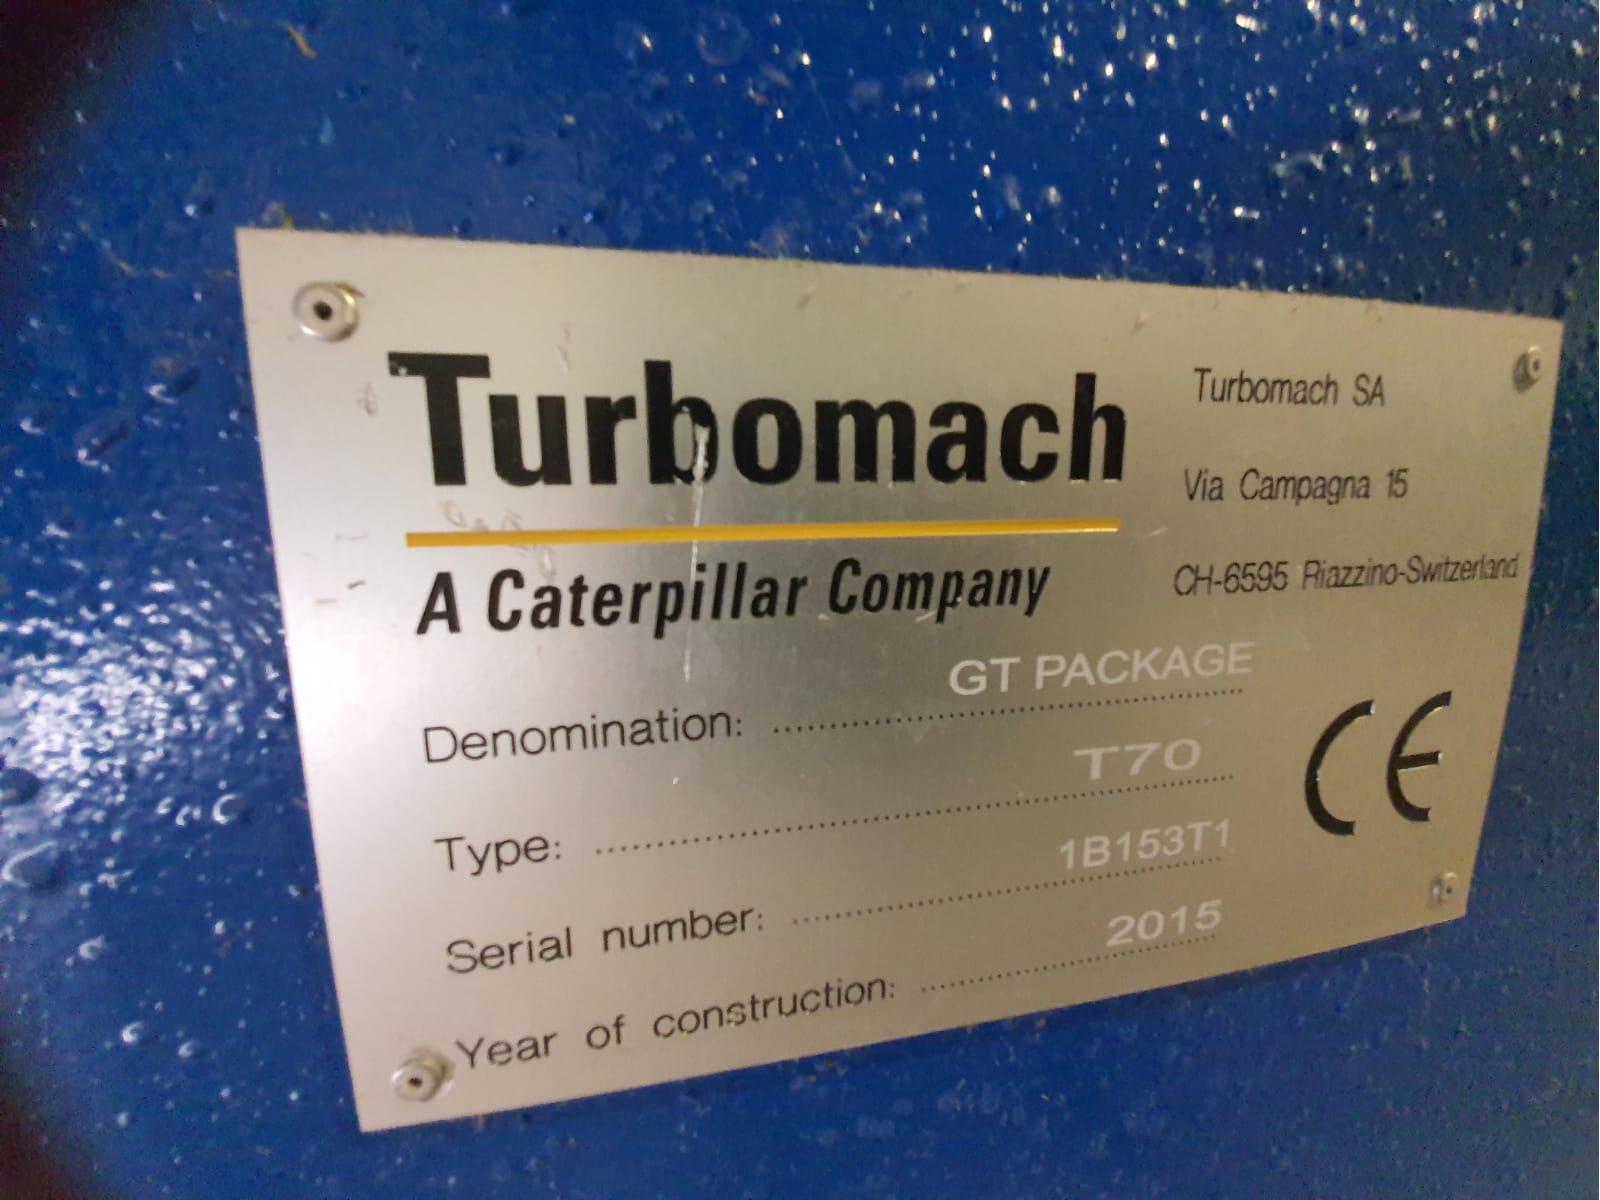 Turbomach
A Caterpillar Company
Turbomach SA
Via Campagna 15
CH-6595 Riazzino-Switzerland
Denomination: GT PACKAGE
Type: T70
Serial number: 1B153T1
Year of construction: 2015
CE